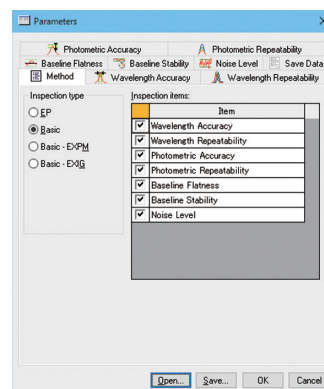 Parameters
Photometric Accuracy
Photometric Repeatability
Baseline Flatness
Baseline Stability
Noise Level
Save Data
Method
Wavelength Accuracy
Wavelength Repeatability
Inspection type
EP
Basic
Basic - EXPM
Basic - EXIG
Inspection items:
Item
Wavelength Accuracy
Wavelength Repeatability
Photometric Accuracy
Photometric Repeatability
Baseline Flatness
Baseline Stability
Noise Level
Open... Save... OK Cancel